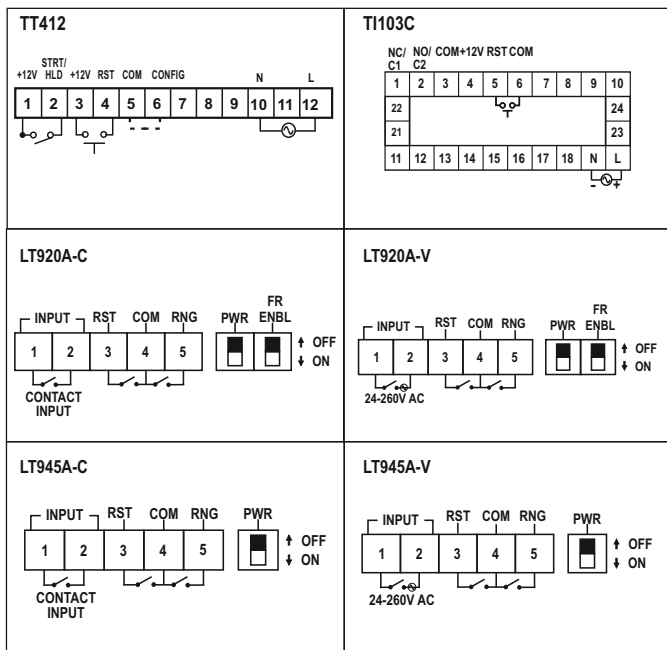 TT412
STRT/
+12V HLD +12V RST COM CONFIG N L
1 2 3 4 5 6 7 8 9 10 11 12
TI103C
NC/ NO/ COM +12V RST COM
C1 C2
1 2 3 4 5 6 7 8 9 10
22 24
21 23
11 12 13 14 15 16 17 18 N L
- +
LT920A-C
FR
INPUT RST COM RNG PWR ENBL
1 2 3 4 5 ↑ OFF
↓ ON
CONTACT
INPUT
LT920A-V
FR
INPUT RST COM RNG PWR ENBL
1 2 3 4 5 ↑ OFF
↓ ON
24-260V AC
LT945A-C
INPUT RST COM RNG PWR
1 2 3 4 5 ↑ OFF
↓ ON
CONTACT
INPUT
LT945A-V
INPUT RST COM RNG PWR
1 2 3 4 5 ↑ OFF
↓ ON
24-260V AC